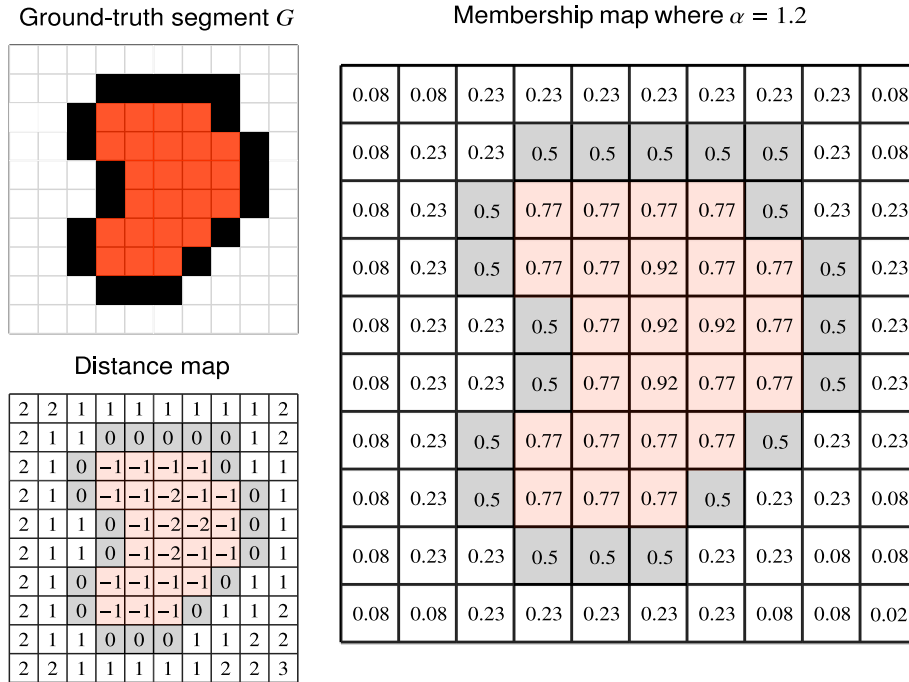 Ground-truth segment G
Distance map
2 2 1 1 1 1 1 1 1 2
2 1 1 0 0 0 0 0 1 2
2 1 0 −1 −1 −1 −1 0 1 1
2 1 0 −1 −1 −2 −1 −1 0 1
2 1 1 0 −1 −2 −2 −1 0 1
2 1 1 0 −1 −2 −1 −1 0 1
2 1 0 −1 −1 −1 −1 0 1 1
2 1 0 −1 −1 −1 0 1 1 2
2 1 1 0 0 0 1 1 2 2
2 2 1 1 1 1 1 2 2 3
Membership map where α = 1.2
0.08 0.08 0.23 0.23 0.23 0.23 0.23 0.23 0.23 0.08
0.08 0.23 0.23 0.5 0.5 0.5 0.5 0.5 0.23 0.08
0.08 0.23 0.5 0.77 0.77 0.77 0.77 0.5 0.23 0.23
0.08 0.23 0.5 0.77 0.77 0.92 0.77 0.77 0.5 0.23
0.08 0.23 0.23 0.5 0.77 0.92 0.92 0.77 0.5 0.23
0.08 0.23 0.23 0.5 0.77 0.92 0.77 0.77 0.5 0.23
0.08 0.23 0.5 0.77 0.77 0.77 0.77 0.5 0.23 0.23
0.08 0.23 0.5 0.77 0.77 0.77 0.5 0.23 0.23 0.08
0.08 0.23 0.23 0.5 0.5 0.5 0.23 0.23 0.08 0.08
0.08 0.08 0.23 0.23 0.23 0.23 0.23 0.08 0.08 0.02